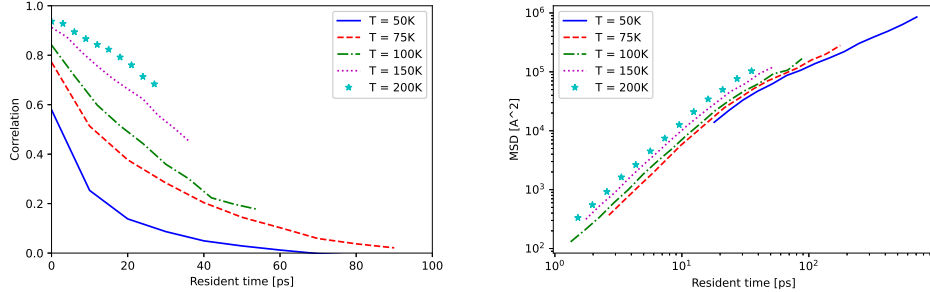 1.0
0.8
0.6
0.4
0.2
0.0
Correlation
0 20 40 60 80 100
Resident time [ps]
T = 50K
T = 75K
T = 100K
T = 150K
T = 200K
10^6
10^5
10^4
10^3
10^2
MSD [A^2]
10^0 10^1 10^2
Resident time [ps]
T = 50K
T = 75K
T = 100K
T = 150K
T = 200K